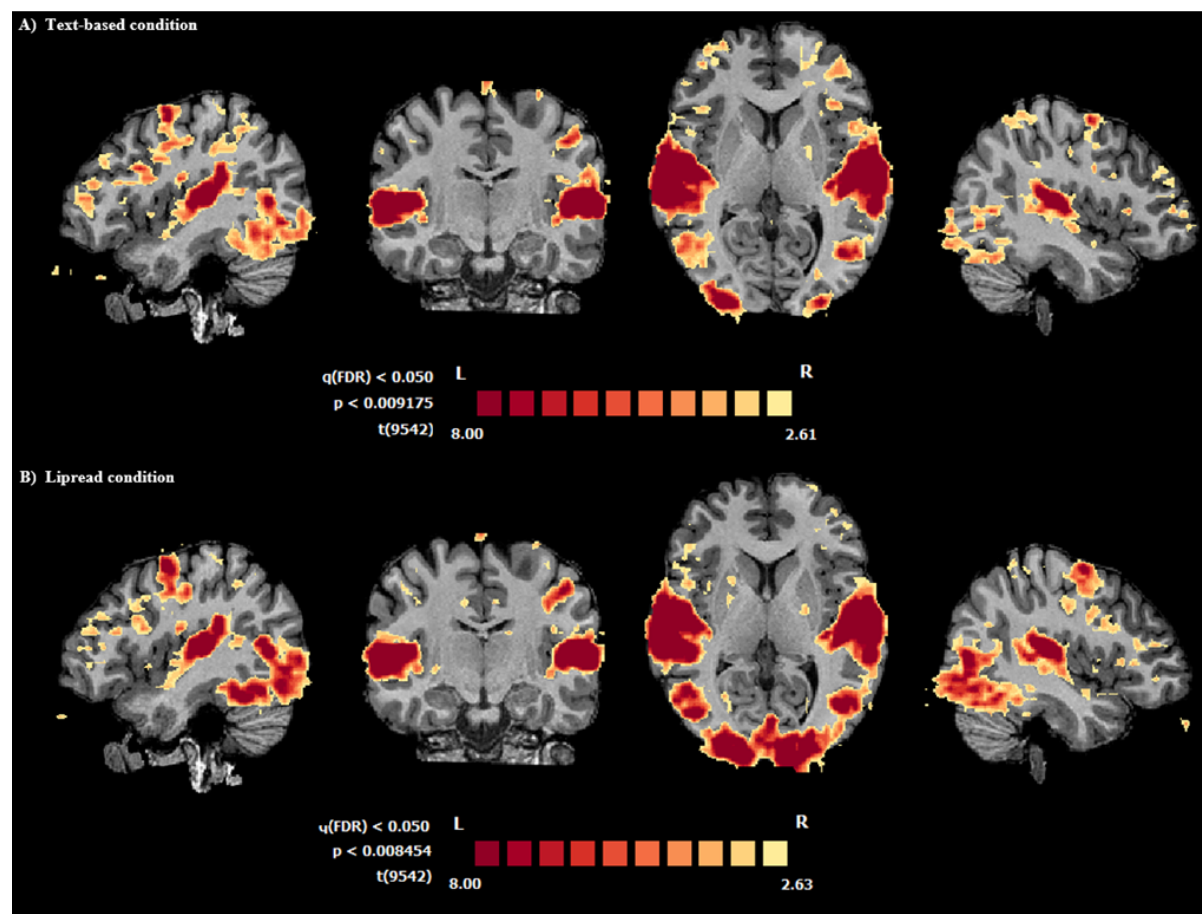 A) Text-based condition
q(FDR) < 0.050 L R
p < 0.009175
t(9542) 8.00 2.61
B) Lipread condition
q(FDR) < 0.050 L R
p < 0.008454
t(9542) 8.00 2.63